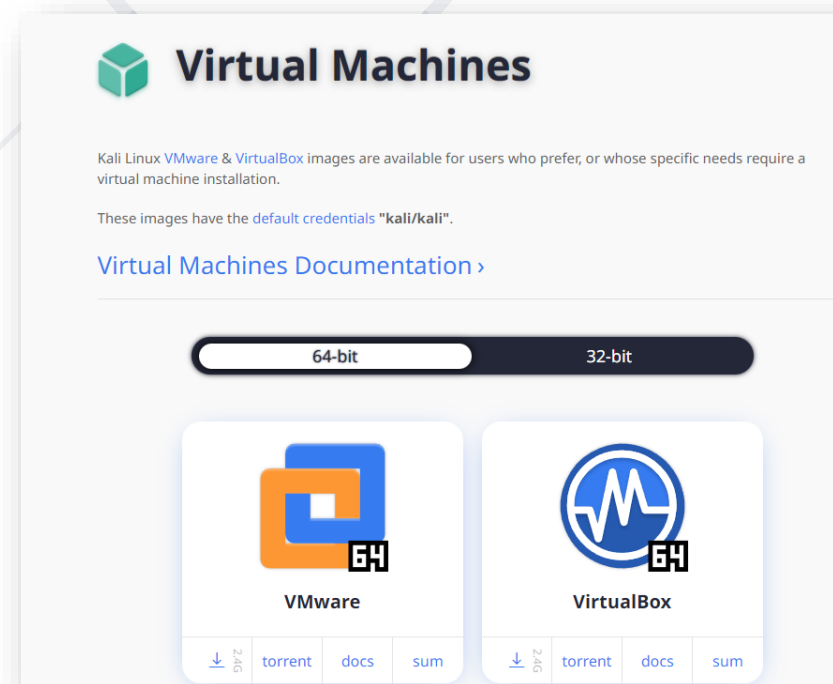 Virtual Machines
Kali Linux VMware & VirtualBox images are available for users who prefer, or whose specific needs require a
virtual machine installation.
These images have the default credentials "kali/kali".
Virtual Machines Documentation ›
64-bit 32-bit
64 64
VMware VirtualBox
2.4G torrent docs sum 2.4G torrent docs sum